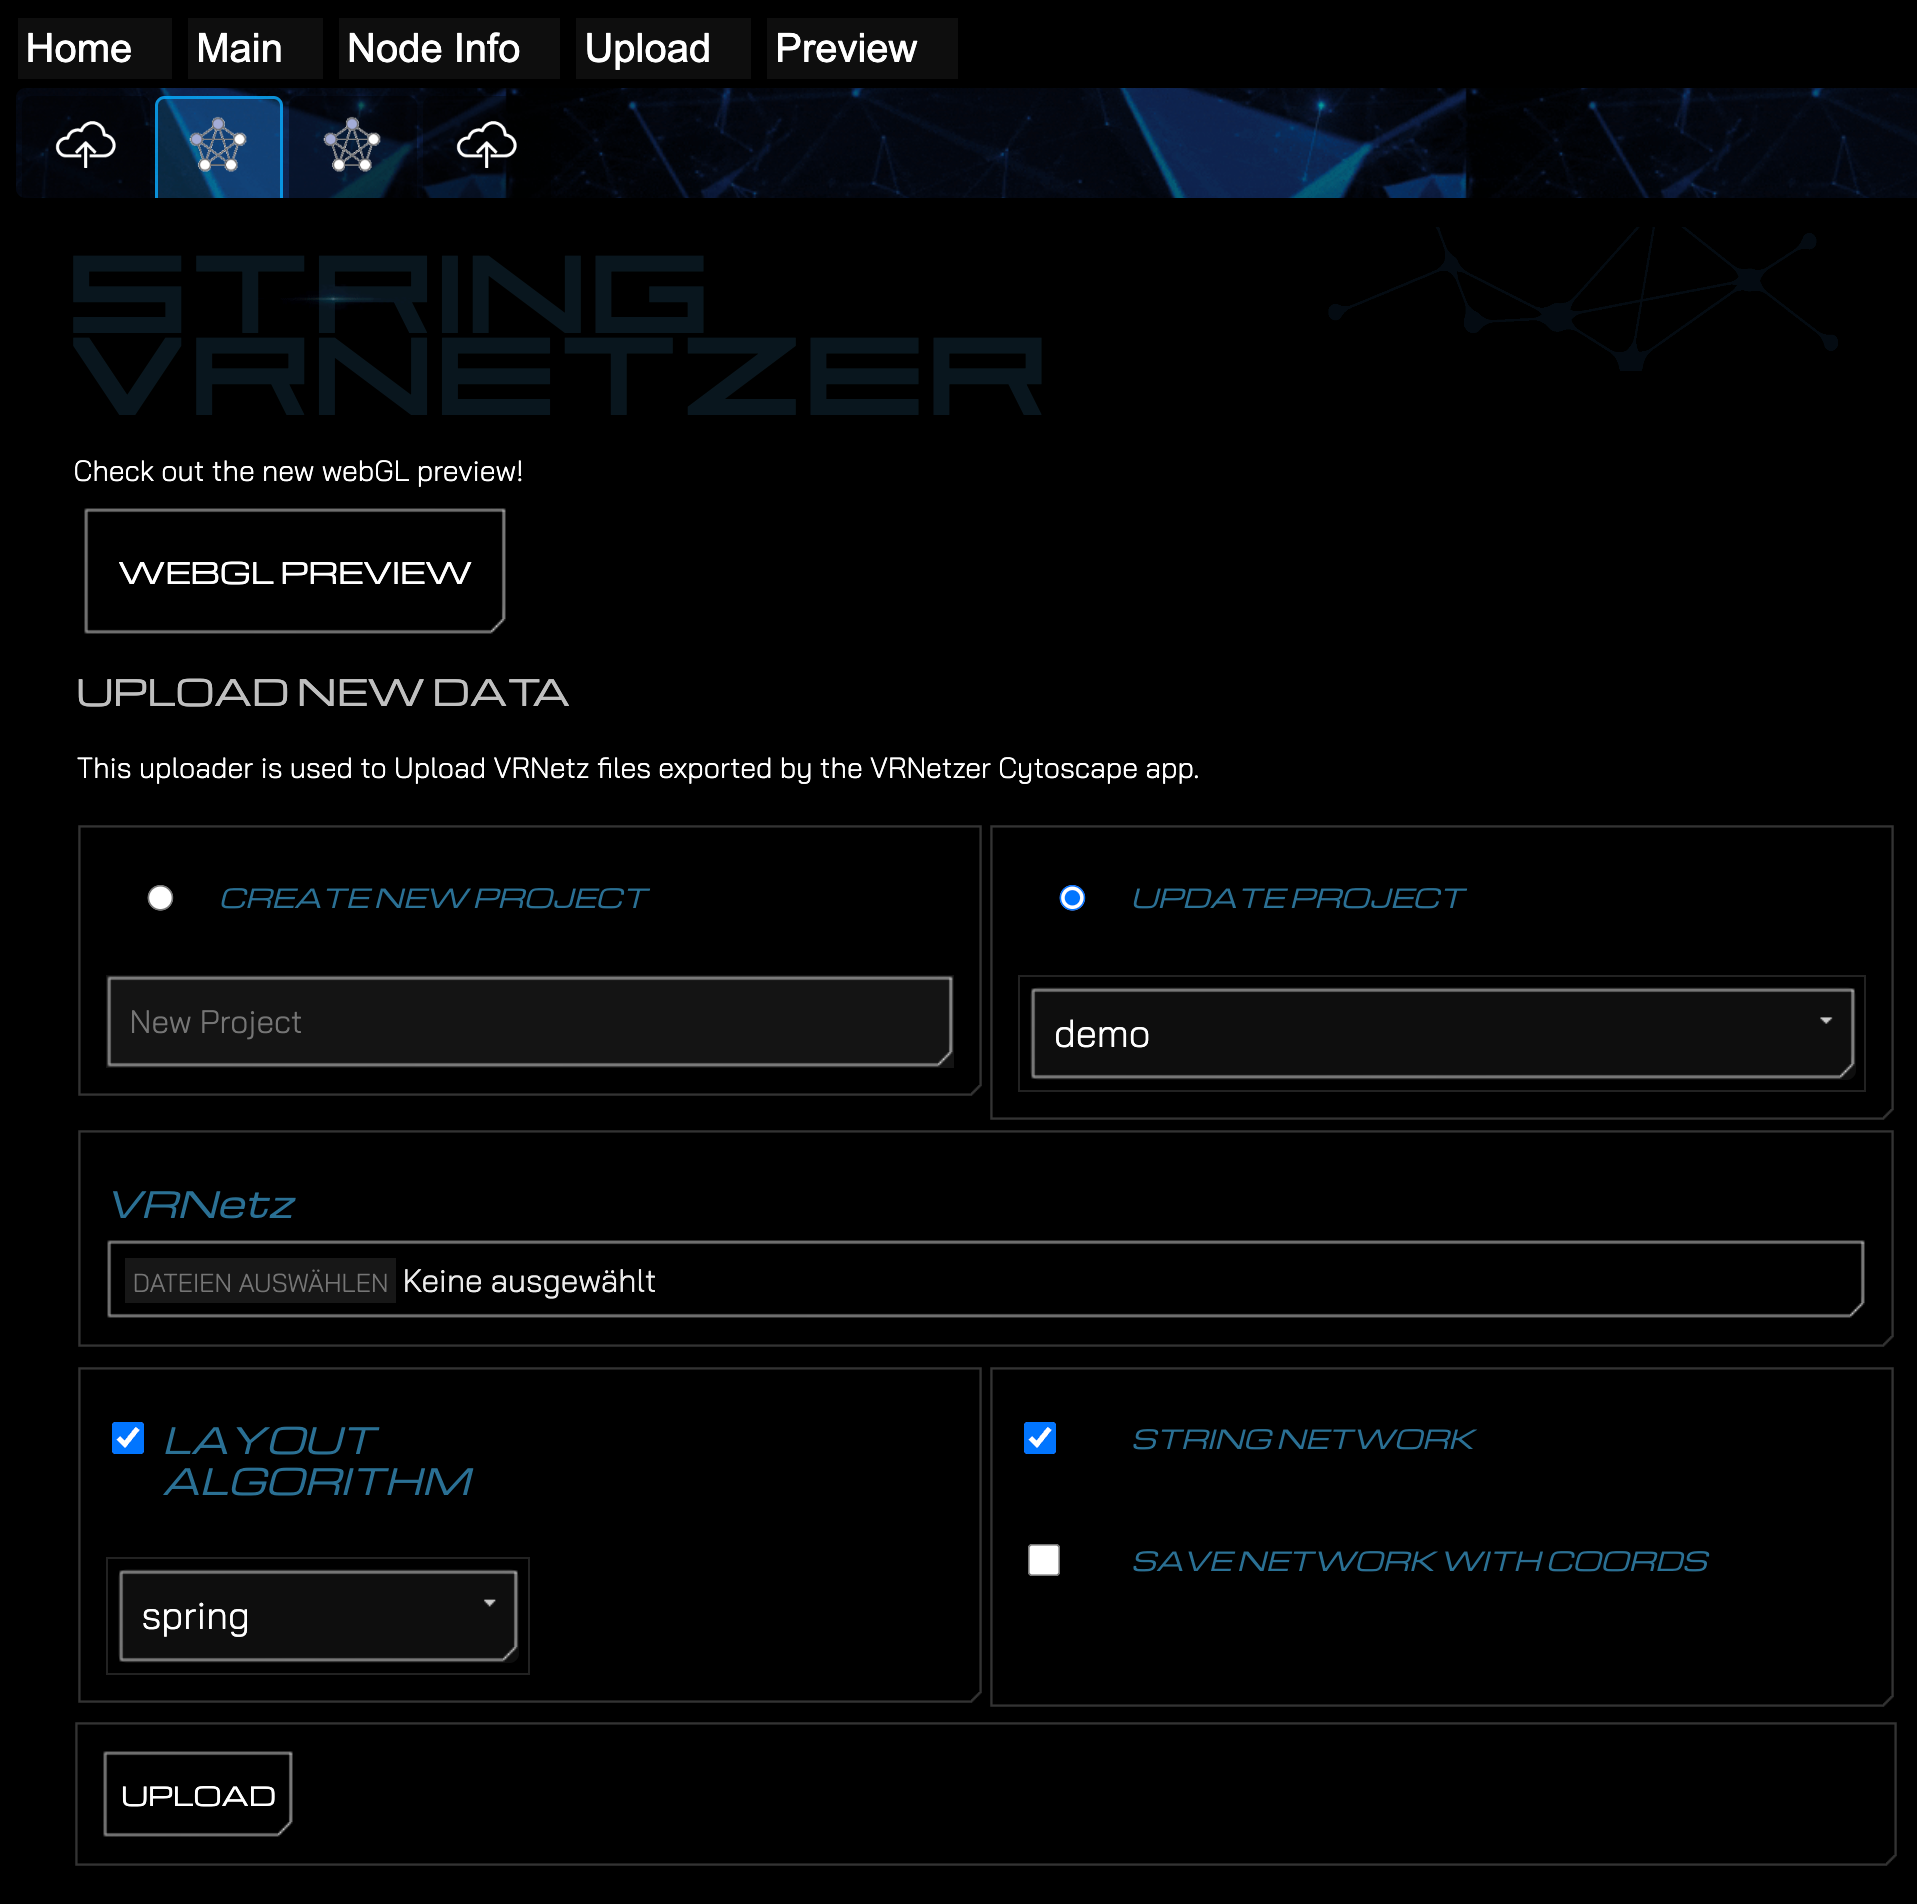 Home Main Node Info Upload Preview
STRING
VRNETZER
Check out the new webGL preview!
WEBGL PREVIEW
UPLOAD NEW DATA
This uploader is used to Upload VRNetz files exported by the VRNetzer Cytoscape app.
CREATE NEW PROJECT
UPDATE PROJECT
New Project
demo
VRNetz
DATEIEN AUSWÄHLEN Keine ausgewählt
LAYOUT
ALGORITHM
spring
STRING NETWORK
SAVE NETWORK WITH COORDS
UPLOAD